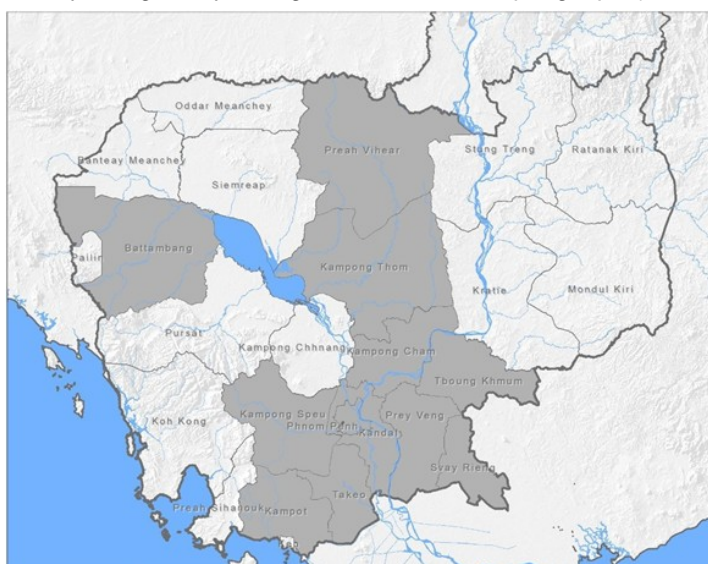 Oddar Meanchey
Preah Vihear
Stung Treng
Ratanak Kiri
Banteay Meanchey
Siemreap
Battambang
Pailin
Kampong Thom
Kratie
Mondul Kiri
Pursat
Kampong Chhnang
Kampong Cham
Tboung Khmum
Koh Kong
Kampong Speu
Prey Veng
Phnom Penh
Kandal
Svay Rieng
Takeo
Preah Sihanouk
Kampot